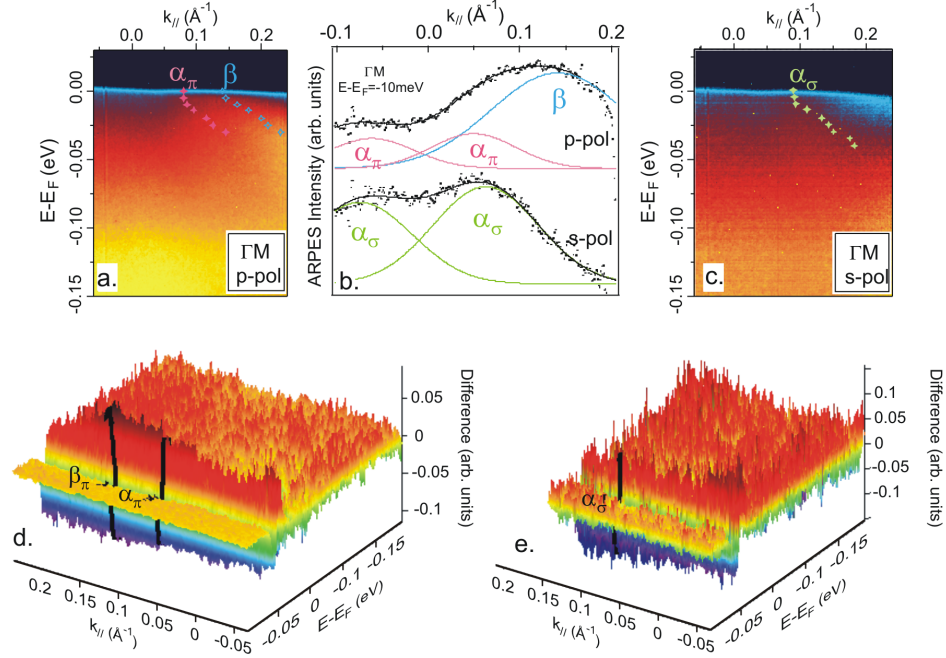 k// (Å⁻¹)
0.0 0.1 0.2
0.00
-0.05
-0.10
-0.15
E-EF (eV)
απ
β
a.
ΓM
p-pol
k// (Å⁻¹)
-0.1 0.0 0.1 0.2
ARPES Intensity (arb. units)
ΓM
E-EF=-10meV
β
p-pol
απ
απ
ασ
ασ
s-pol
b.
k// (Å⁻¹)
0.0 0.1 0.2
0.00
-0.05
-0.10
-0.15
E-EF (eV)
ασ
c.
ΓM
s-pol
Difference (arb. units)
0.05
0
-0.05
-0.1
βπ
απ
d.
0.2 0.15 0.1 0.05 0 -0.05
k// (Å⁻¹)
-0.05 0 -0.1 -0.15
E-EF (eV)
Difference (arb. units)
0.1
0.05
0
-0.05
-0.1
ασ
e.
0.2 0.15 0.1 0.05 0 -0.05
k// (Å⁻¹)
-0.05 0 -0.05 -0.1 -0.15
E-EF (eV)